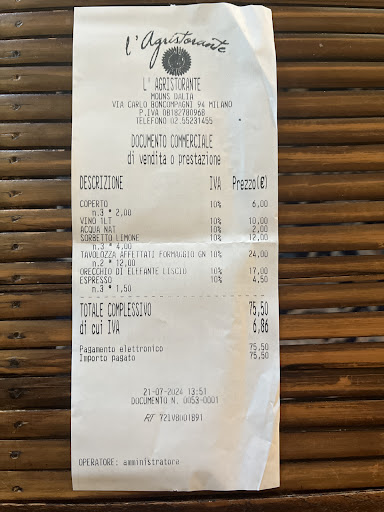 l'Agristorante
L' AGRISTORANTE
MOUNS DALIA
VIA CARLO BONCOMPAGNI 94 MILANO
P.IVA 08182780968
TELEFONO 02.55231455
DOCUMENTO COMMERCIALE
di vendita o prestazione
DESCRIZIONE IVA Prezzo(€)
COPERTO 10% 6,00
n.3 * 2,00
VINO 1LT 10% 10,00
ACQUA NAT 10% 2,00
SORBETTO LIMONE 10% 12,00
n.3 * 4,00
TAVOLOZZA AFFETTATI FORMAGGIO GN 10% 24,00
n.2 * 12,00
ORECCHIO DI ELEFANTE LISCIO 10% 17,00
ESPRESSO 10% 4,50
n.3 * 1,50
TOTALE COMPLESSIVO 75,50
di cui IVA 6,86
Pagamento elettronico 75,50
Importo pagato 75,50
21-07-2024 13:51
DOCUMENTO N. 0053-0001
RT 72IV8001891
OPERATORE: amministratore